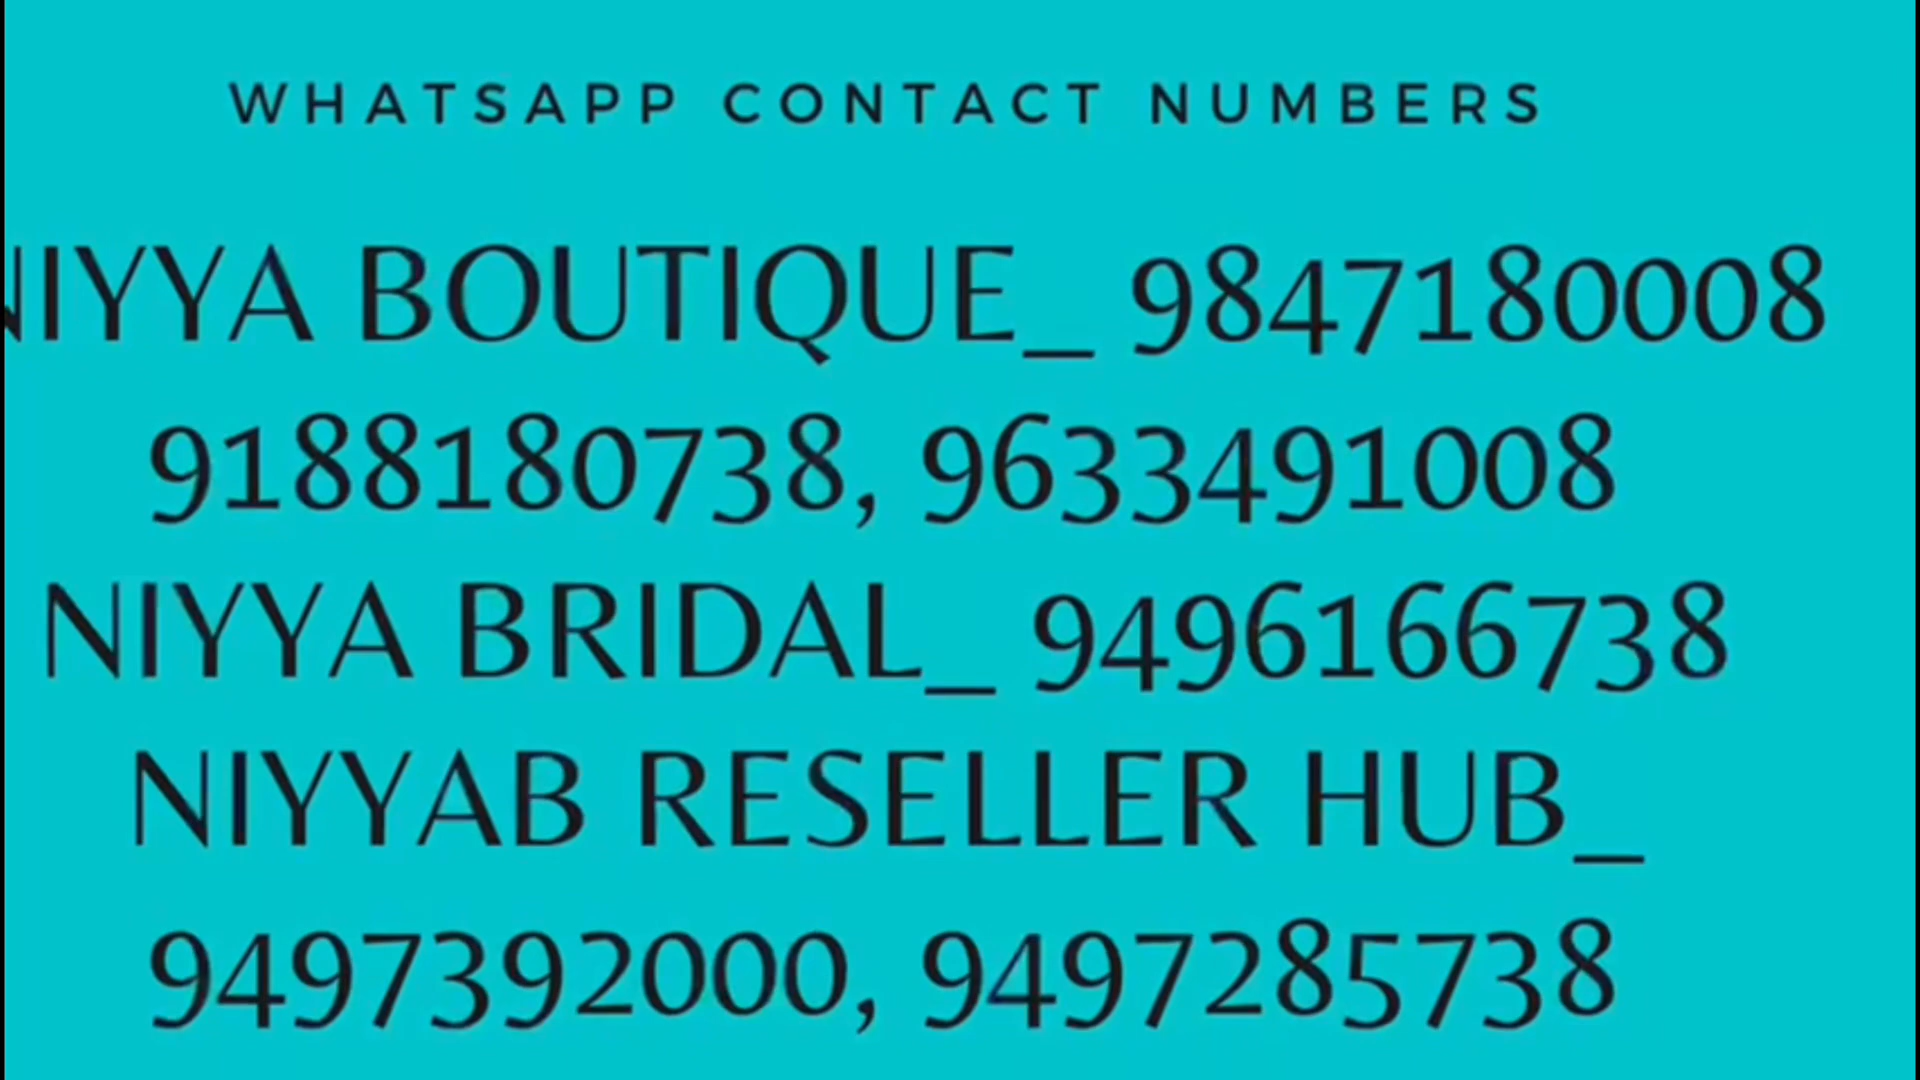 WHATSAPP CONTACT NUMBERS
NIYYA BOUTIQUE_ 9847180008
9188180738, 9633491008
NIYYA BRIDAL_ 9496166738
NIYYAB RESELLER HUB_
9497392000, 9497285738